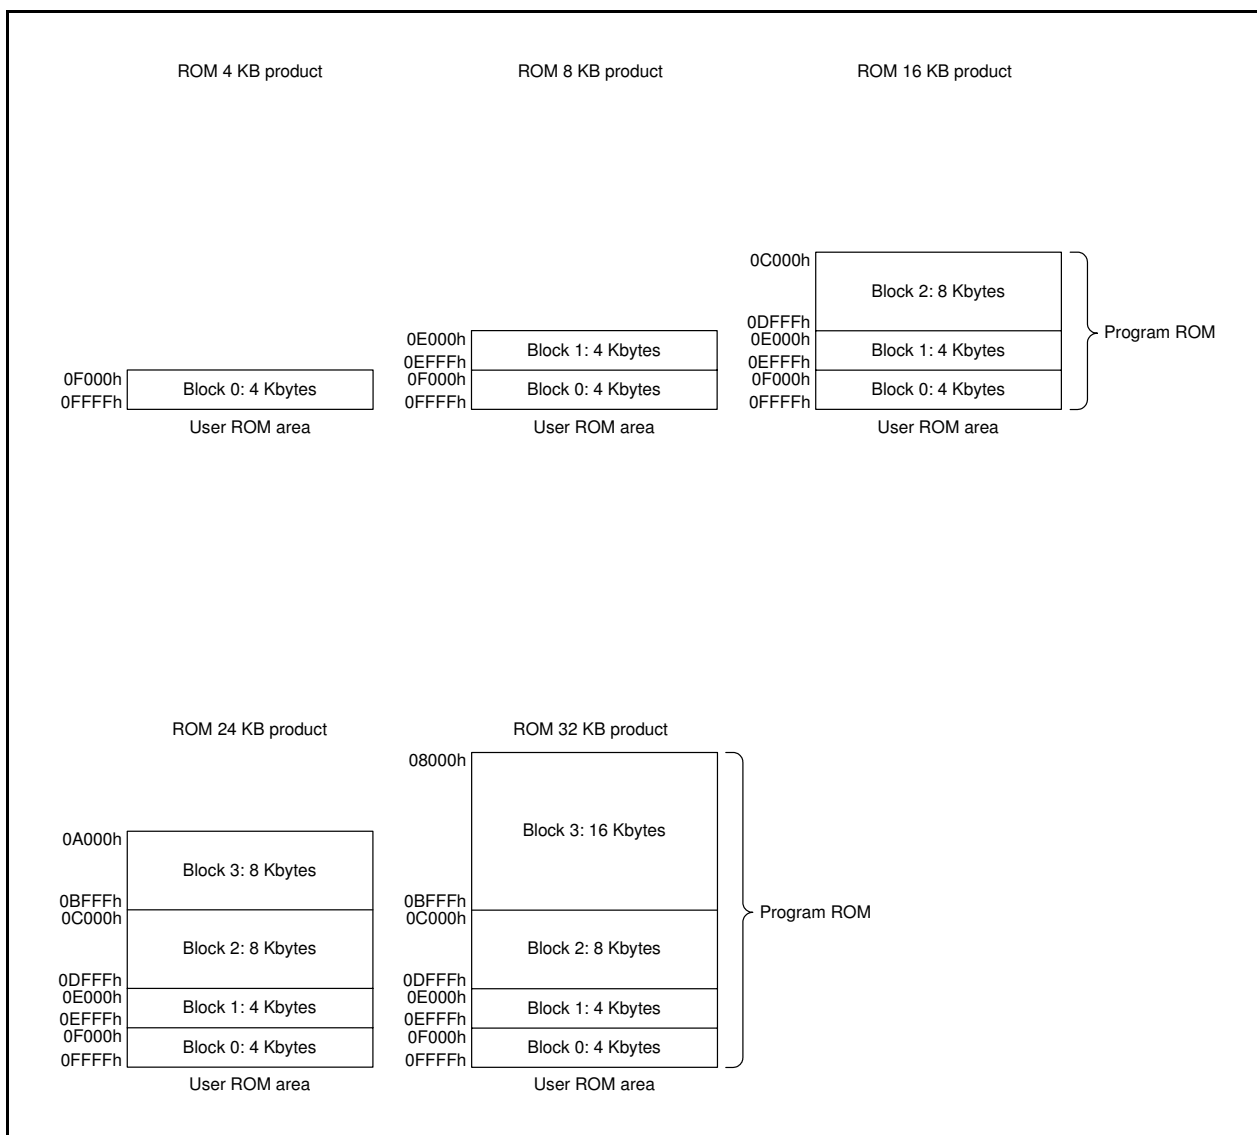 ROM 4 KB product
ROM 8 KB product
ROM 16 KB product
0F000h
0FFFFh
Block 0: 4 Kbytes
User ROM area
0E000h
0EFFFh
0F000h
0FFFFh
Block 1: 4 Kbytes
Block 0: 4 Kbytes
User ROM area
0C000h
0DFFFh
0E000h
0EFFFh
0F000h
0FFFFh
Block 2: 8 Kbytes
Block 1: 4 Kbytes
Block 0: 4 Kbytes
User ROM area
Program ROM
ROM 24 KB product
ROM 32 KB product
0A000h
0BFFFh
0C000h
0DFFFh
0E000h
0EFFFh
0F000h
0FFFFh
Block 3: 8 Kbytes
Block 2: 8 Kbytes
Block 1: 4 Kbytes
Block 0: 4 Kbytes
User ROM area
08000h
0BFFFh
0C000h
0DFFFh
0E000h
0EFFFh
0F000h
0FFFFh
Block 3: 16 Kbytes
Block 2: 8 Kbytes
Block 1: 4 Kbytes
Block 0: 4 Kbytes
User ROM area
Program ROM